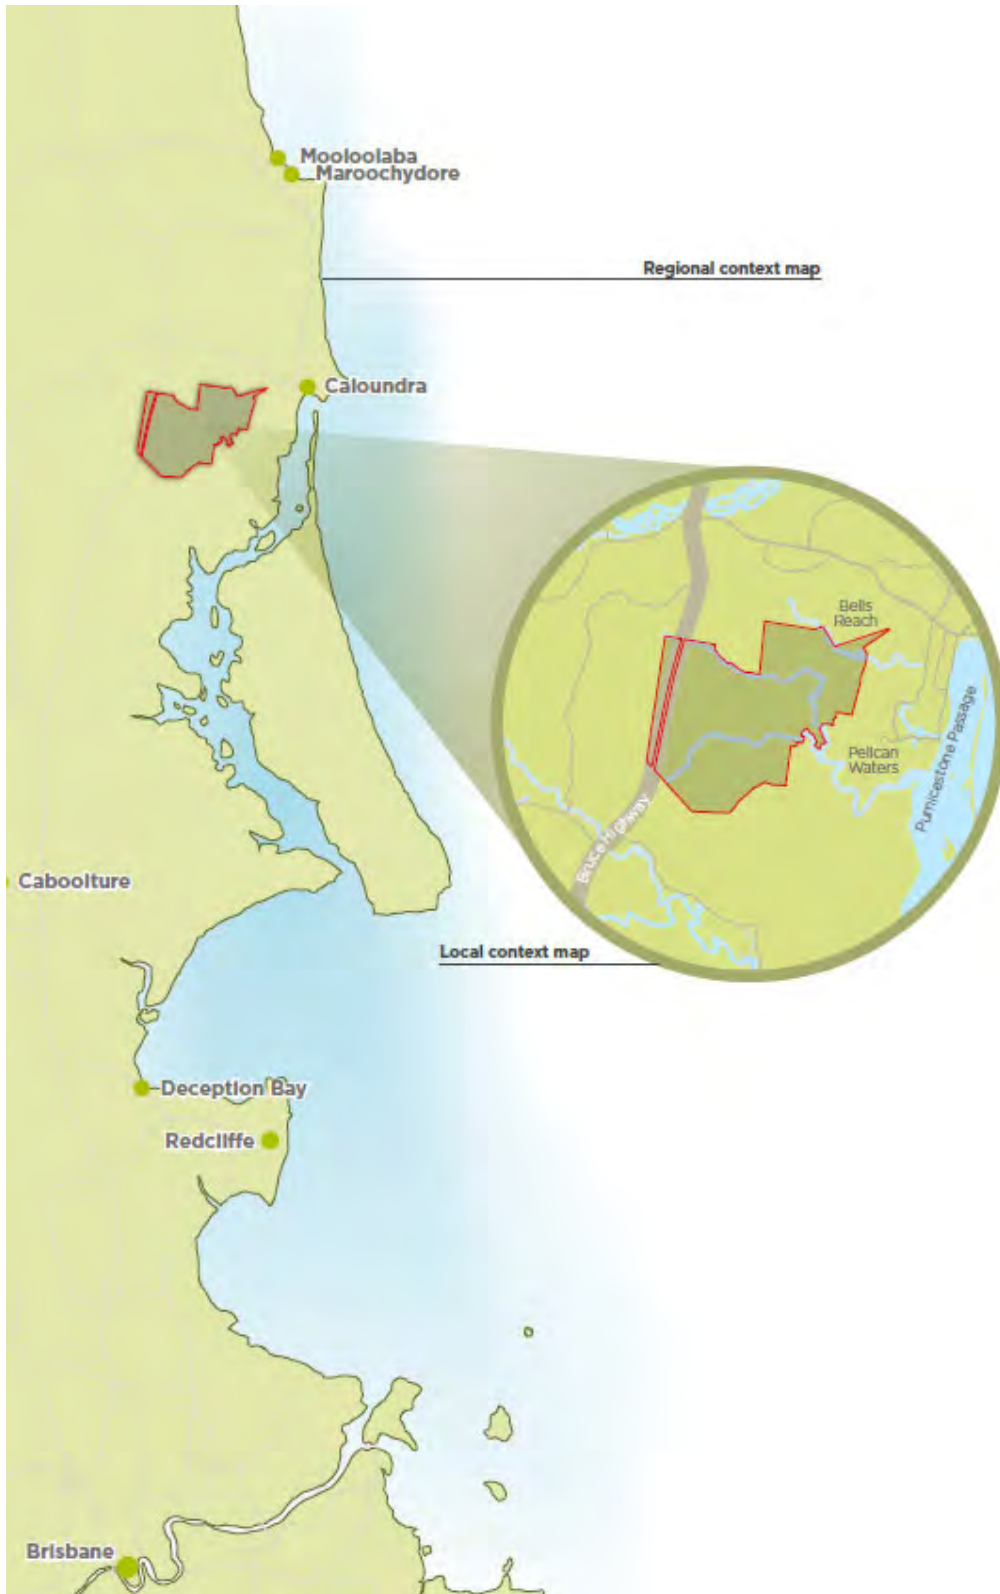 Mooloolaba
Maroochydore
Regional context map
Caloundra
Bells
Reach
Pelican
Waters
Pumicestone Passage
Bruce Highway
Caboolture
Local context map
Deception Bay
Redcliffe
Brisbane